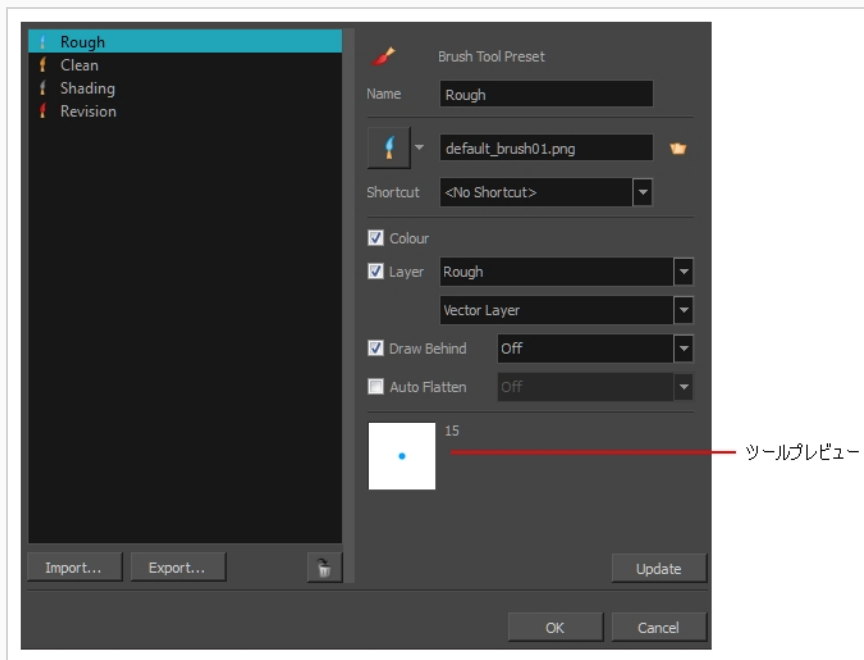 Rough
Clean
Shading
Revision
Import...
Export...
Brush Tool Preset
Name
Rough
default_brush01.png
Shortcut
<No Shortcut>
Colour
Layer
Rough
Vector Layer
Draw Behind
Off
Auto Flatten
Off
15
ツールプレビュー
Update
OK
Cancel